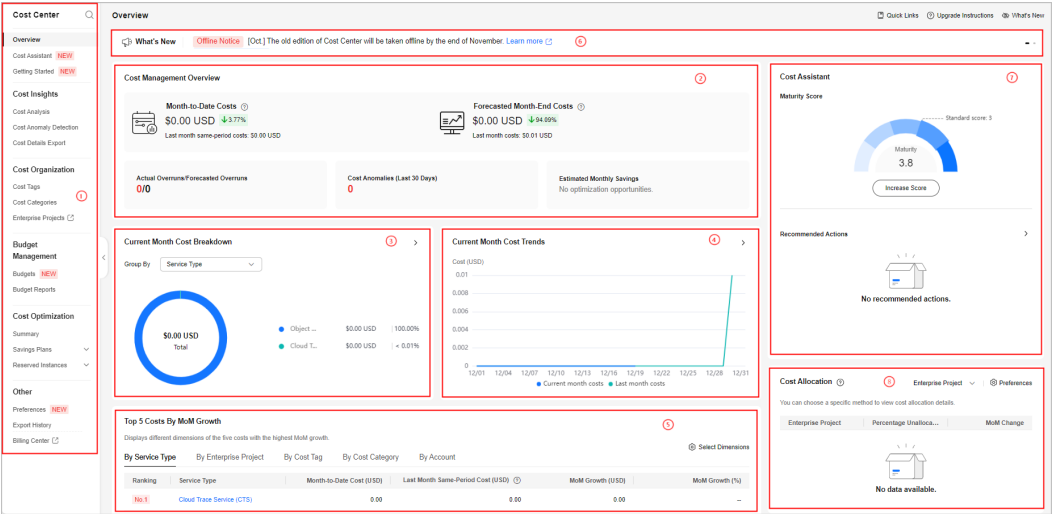 Cost Center
Overview
Cost Assistant NEW
Getting Started NEW
Cost Insights
Cost Analysis
Cost Anomaly Detection
Cost Details Export
Cost Organization
Cost Tags
Cost Categories
1
Enterprise Projects
Budget
Management
Budgets NEW
Budget Reports
Cost Optimization
Summary
Savings Plans
Reserved Instances
Other
Preferences NEW
Export History
Billing Center
Overview
Quick Links Upgrade Instructions What's New
What's New Offline Notice [Oct.] The old edition of Cost Center will be taken offline by the end of November. Learn more 6
Cost Management Overview 2
Month-to-Date Costs
$0.00 USD 3.77%
Last month same-period costs: $0.00 USD
Forecasted Month-End Costs
$0.00 USD 94.09%
Last month costs: $0.01 USD
Actual Overruns/Forecasted Overruns
0/0
Cost Anomalies (Last 30 Days)
0
Estimated Monthly Savings
No optimization opportunities.
Current Month Cost Breakdown 3
Group By Service Type
$0.00 USD
Total
Object ... $0.00 USD 100.00%
Cloud T... $0.00 USD < 0.01%
Current Month Cost Trends 4
Cost (USD)
0.01
0.008
0.006
0.004
0.002
0
12/01 12/04 12/07 12/10 12/13 12/16 12/19 12/22 12/25 12/28 12/31
Current month costs Last month costs
Top 5 Costs By MoM Growth 5
Displays different dimensions of the five costs with the highest MoM growth.
Select Dimensions
By Service Type By Enterprise Project By Cost Tag By Cost Category By Account
Ranking Service Type Month-to-Date Cost (USD) Last Month Same-Period Cost (USD) MoM Growth (USD) MoM Growth (%)
No.1 Cloud Trace Service (CTS) 0.00 0.00 0.00 --
Cost Assistant 7
Maturity Score
Standard score: 3
Maturity
3.8
Increase Score
Recommended Actions
No recommended actions.
Cost Allocation 8 Enterprise Project Preferences
You can choose a specific method to view cost allocation details.
Enterprise Project Percentage Unalloca... MoM Change
No data available.